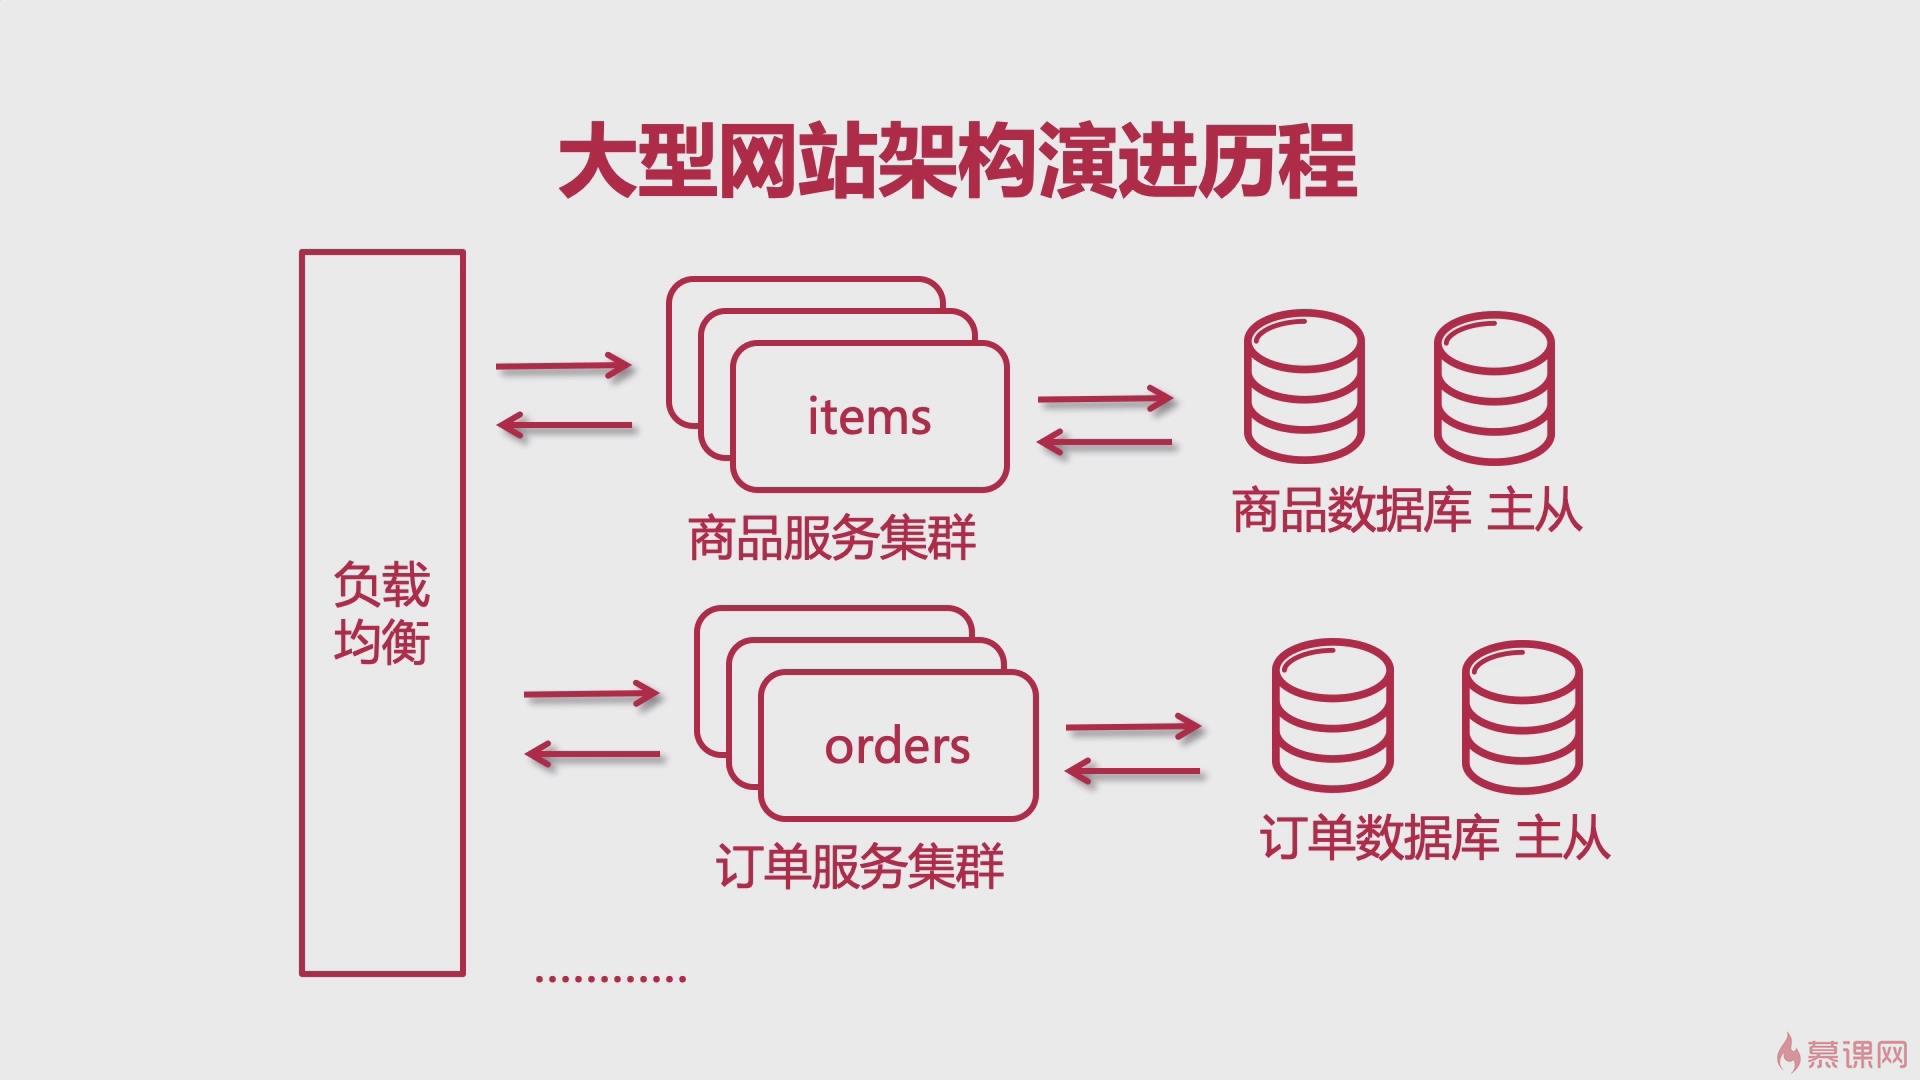 大型网站架构演进历程
负载
均衡
items
商品服务集群
商品数据库 主从
orders
订单服务集群
订单数据库 主从
............
慕课网